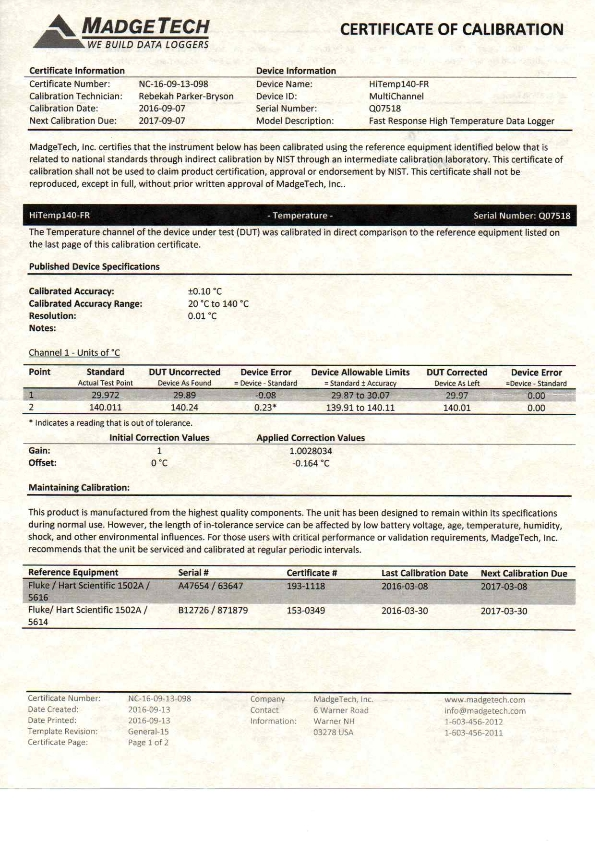 MADGETECH
WE BUILD DATA LOGGERS
CERTIFICATE OF CALIBRATION
Certificate Information Device Information
Certificate Number: NC-16-09-13-098 Device Name: HiTemp140-FR
Calibration Technician: Rebekah Parker-Bryson Device ID: MultiChannel
Calibration Date: 2016-09-07 Serial Number: Q07518
Next Calibration Due: 2017-09-07 Model Description: Fast Response High Temperature Data Logger
MadgeTech, Inc. certifies that the instrument below has been calibrated using the reference equipment identified below that is
related to national standards through indirect calibration by NIST through an intermediate calibration laboratory. This certificate of
calibration shall not be used to claim product certification, approval or endorsement by NIST. This certificate shall not be
reproduced, except in full, without prior written approval of MadgeTech, Inc..
HiTemp140-FR - Temperature - Serial Number: Q07518
The Temperature channel of the device under test (DUT) was calibrated in direct comparison to the reference equipment listed on
the last page of this calibration certificate.
Published Device Specifications
Calibrated Accuracy: ±0.10 °C
Calibrated Accuracy Range: 20 °C to 140 °C
Resolution: 0.01 °C
Notes:
Channel 1 - Units of °C
Point Standard DUT Uncorrected Device Error Device Allowable Limits DUT Corrected Device Error
Actual Test Point Device As Found = Device - Standard = Standard ± Accuracy Device As Left =Device - Standard
1 29.972 29.89 -0.08 29.87 to 30.07 29.97 0.00
2 140.011 140.24 0.23* 139.91 to 140.11 140.01 0.00
* Indicates a reading that is out of tolerance.
Initial Correction Values Applied Correction Values
Gain: 1 1.0028034
Offset: 0 °C -0.164 °C
Maintaining Calibration:
This product is manufactured from the highest quality components. The unit has been designed to remain within its specifications
during normal use. However, the length of in-tolerance service can be affected by low battery voltage, age, temperature, humidity,
shock, and other environmental influences. For those users with critical performance or validation requirements, MadgeTech, Inc.
recommends that the unit be serviced and calibrated at regular periodic intervals.
Reference Equipment Serial # Certificate # Last Calibration Date Next Calibration Due
Fluke / Hart Scientific 1502A / A47654 / 63647 193-1118 2016-03-08 2017-03-08
5616
Fluke/ Hart Scientific 1502A / B12726 / 871879 153-0349 2016-03-30 2017-03-30
5614
Certificate Number: NC-16-09-13-098 Company MadgeTech, Inc. www.madgetech.com
Date Created: 2016-09-13 Contact 6 Warner Road info@madgetech.com
Date Printed: 2016-09-13 Information: Warner NH 1-603-456-2012
Template Revision: General-15 03278 USA 1-603-456-2011
Certificate Page: Page 1 of 2